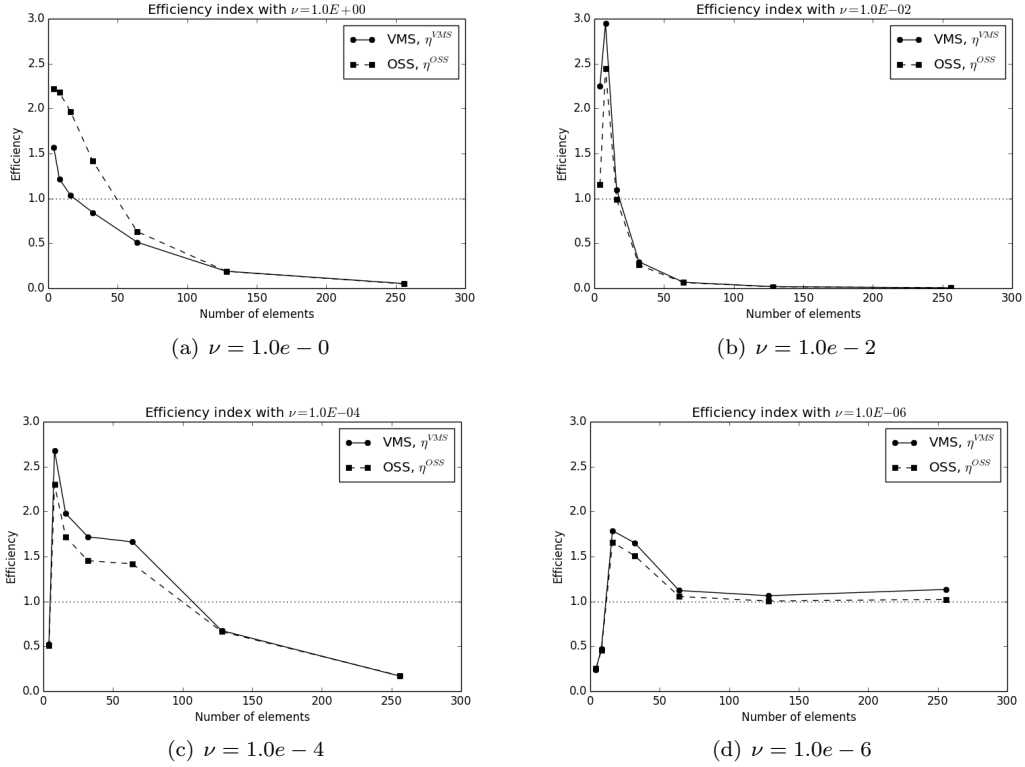 Efficiency index with ν=1.0E+00
VMS, η^VMS
OSS, η^OSS
Efficiency
3.0
2.5
2.0
1.5
1.0
0.5
0.0
0 50 100 150 200 250 300
Number of elements
(a) ν = 1.0e − 0
Efficiency index with ν=1.0E−02
VMS, η^VMS
OSS, η^OSS
Efficiency
3.0
2.5
2.0
1.5
1.0
0.5
0.0
0 50 100 150 200 250 300
Number of elements
(b) ν = 1.0e − 2
Efficiency index with ν=1.0E−04
VMS, η^VMS
OSS, η^OSS
Efficiency
3.0
2.5
2.0
1.5
1.0
0.5
0.0
0 50 100 150 200 250 300
Number of elements
(c) ν = 1.0e − 4
Efficiency index with ν=1.0E−06
VMS, η^VMS
OSS, η^OSS
Efficiency
3.0
2.5
2.0
1.5
1.0
0.5
0.0
0 50 100 150 200 250 300
Number of elements
(d) ν = 1.0e − 6